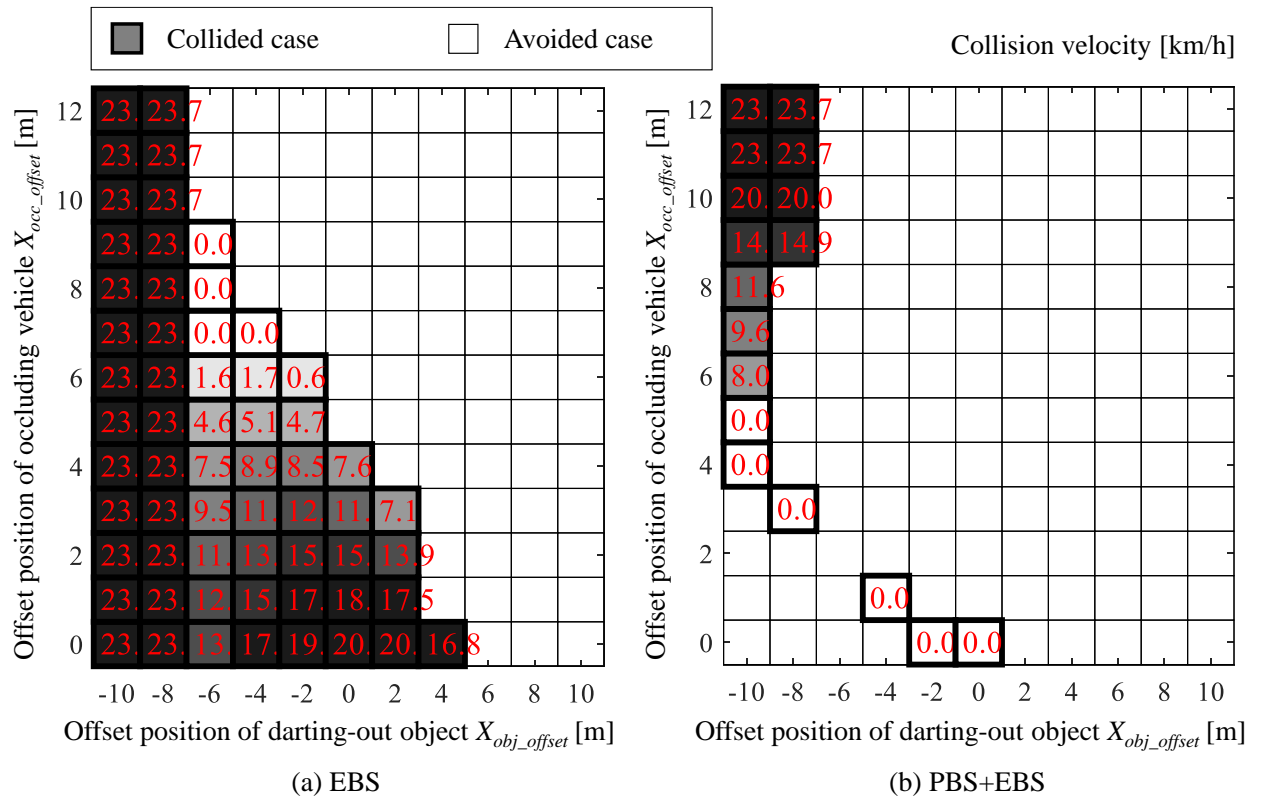 Collided case Avoided case
Collision velocity [km/h]
Offset position of occluding vehicle X_occ_offset [m]
12 23. 23.7
23. 23.7
10 23. 23.7
23. 23. 0.0
8 23. 23. 0.0
23. 23. 0.0 0.0
6 23. 23. 1.6 1.7 0.6
23. 23. 4.6 5.1 4.7
4 23. 23. 7.5 8.9 8.5 7.6
23. 23. 9.5 11. 12. 11. 7.1
2 23. 23. 11. 13. 15. 15. 13.9
23. 23. 12. 15. 17. 18. 17.5
0 23. 23. 13. 17. 19. 20. 20. 16.8
-10 -8 -6 -4 -2 0 2 4 6 8 10
Offset position of darting-out object X_obj_offset [m]
(a) EBS
Offset position of occluding vehicle X_occ_offset [m]
12 23. 23.7
23. 23.7
10 20. 20.0
14. 14.9
8 11.6
9.6
6 8.0
0.0
4 0.0
0.0
2
0.0
0 0.0 0.0
-10 -8 -6 -4 -2 0 2 4 6 8 10
Offset position of darting-out object X_obj_offset [m]
(b) PBS+EBS